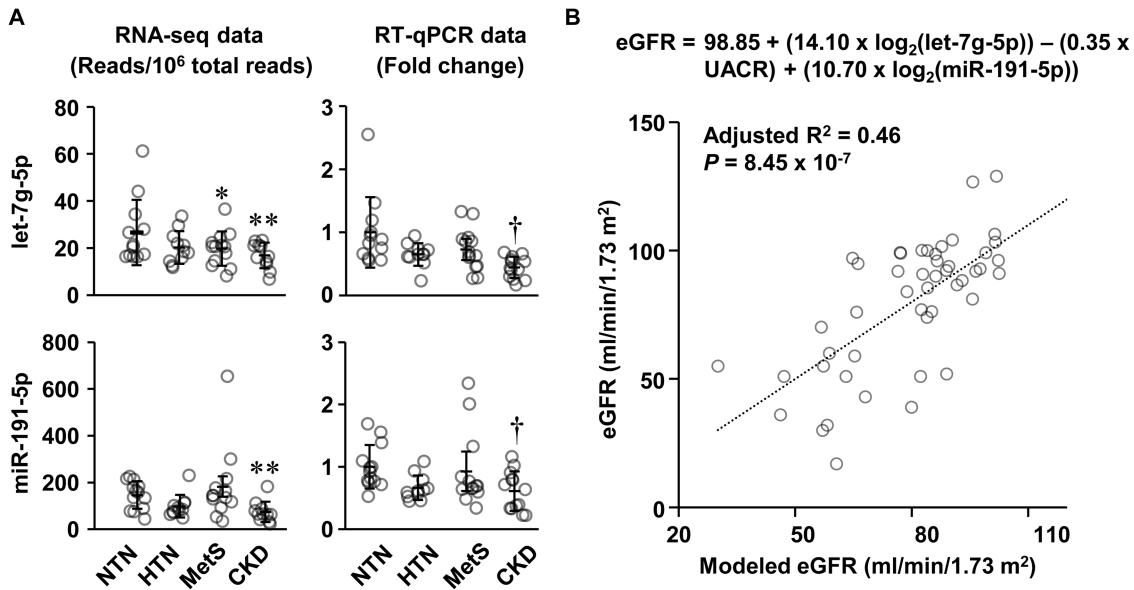 A
RNA-seq data
(Reads/10⁶ total reads)
RT-qPCR data
(Fold change)
let-7g-5p
80
60
40
20
0
*
**
3
2
1
0
†
miR-191-5p
800
600
400
200
0
**
NTN
HTN
MetS
CKD
3
2
1
0
†
NTN
HTN
MetS
CKD
B
eGFR = 98.85 + (14.10 x log₂(let-7g-5p)) – (0.35 x
UACR) + (10.70 x log₂(miR-191-5p))
Adjusted R² = 0.46
P = 8.45 x 10⁻⁷
eGFR (ml/min/1.73 m²)
150
100
50
0
20
50
80
110
Modeled eGFR (ml/min/1.73 m²)